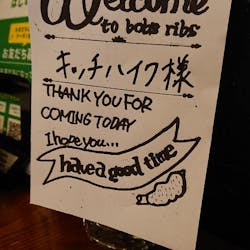 Welcome
to bobs ribs
キッチハイク様
THANK YOU FOR
COMING TODAY
I hope you...
have a good time